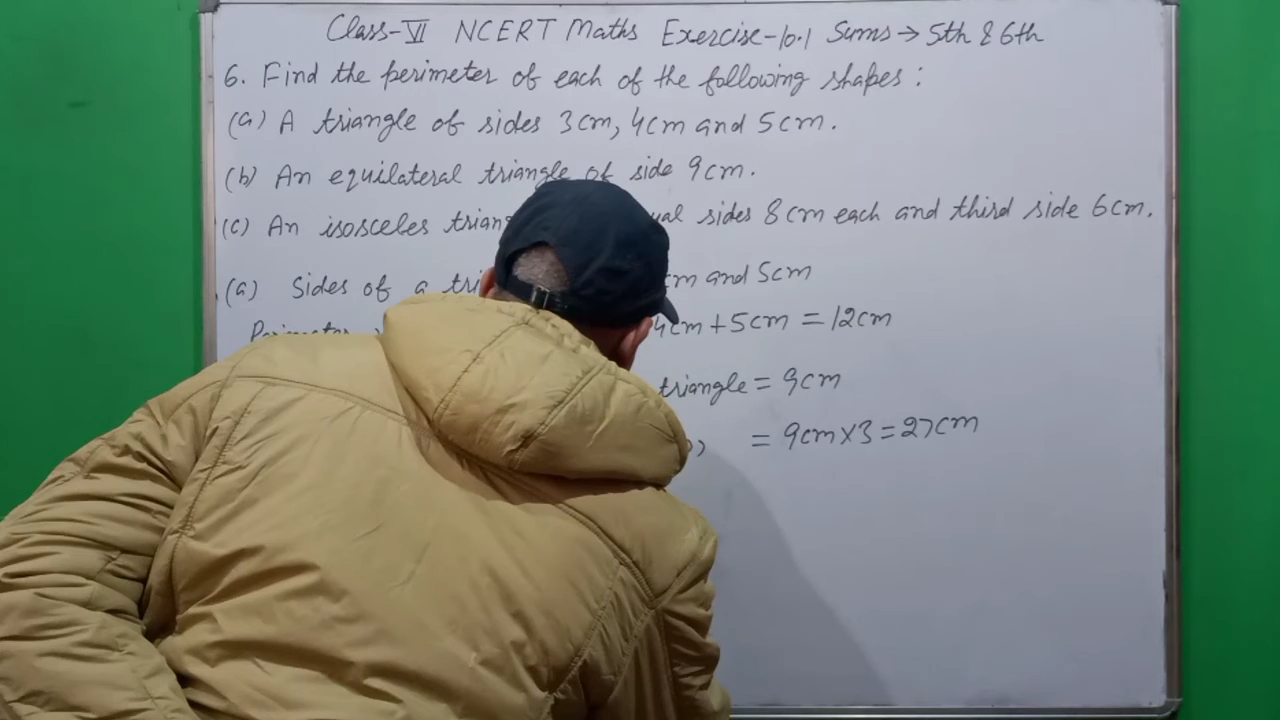 Class-VI NCERT Maths Exercise-10.1 Sums → 5th & 6th
6. Find the perimeter of each of the following shapes :
(a) A triangle of sides 3cm, 4cm and 5cm.
(b) An equilateral triangle of side 9cm.
(c) An isosceles sides 8cm each and third side 6cm.
(a) Sides of a and 5cm
Perimeter 4cm + 5cm = 12cm
triangle = 9cm
= 9cm x 3 = 27cm